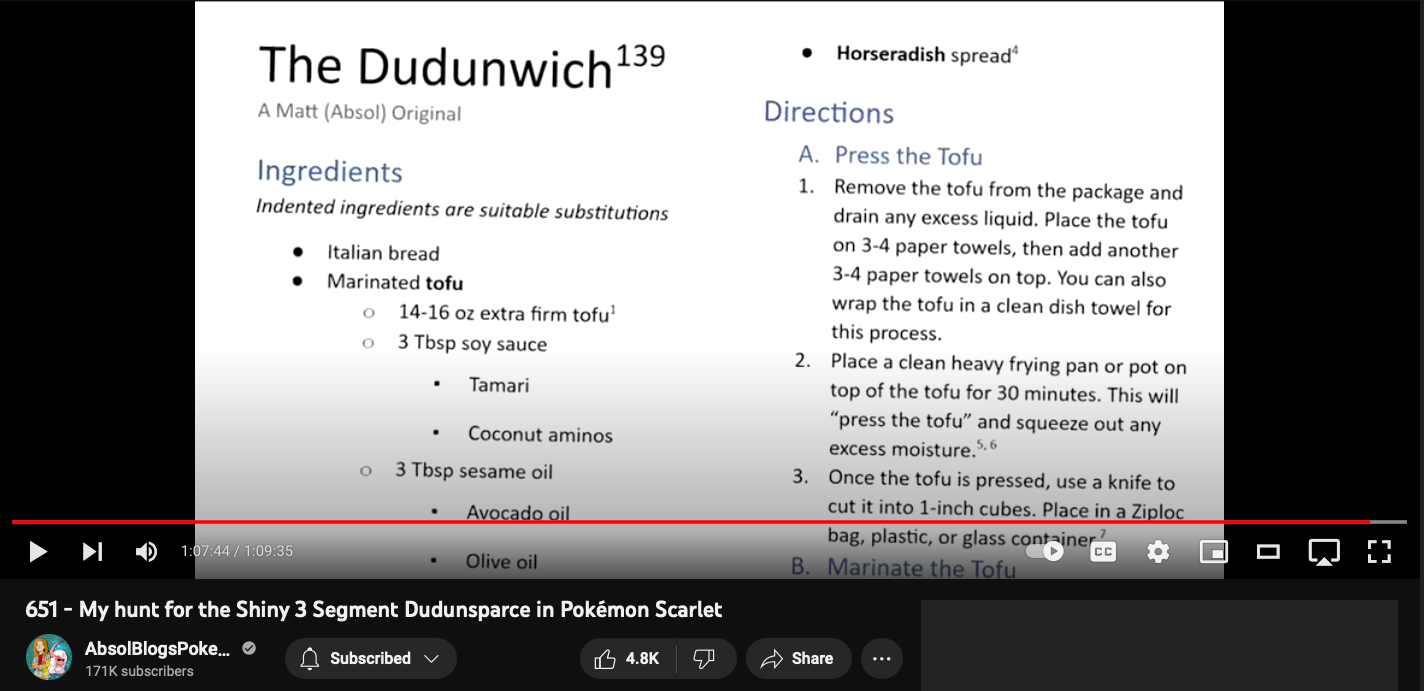 The Dudunwich139
A Matt (Absol) Original
Ingredients
Indented ingredients are suitable substitutions
• Italian bread
• Marinated tofu
○ 14-16 oz extra firm tofu1
○ 3 Tbsp soy sauce
▪ Tamari
▪ Coconut aminos
○ 3 Tbsp sesame oil
▪ Avocado oil
▪ Olive oil
• Horseradish spread4
Directions
A. Press the Tofu
1. Remove the tofu from the package and
drain any excess liquid. Place the tofu
on 3-4 paper towels, then add another
3-4 paper towels on top. You can also
wrap the tofu in a clean dish towel for
this process.
2. Place a clean heavy frying pan or pot on
top of the tofu for 30 minutes. This will
“press the tofu” and squeeze out any
excess moisture.5,6
3. Once the tofu is pressed, use a knife to
cut it into 1-inch cubes. Place in a Ziploc
bag, plastic, or glass container7
B. Marinate the Tofu
1:07:44 / 1:09:35
CC
651 - My hunt for the Shiny 3 Segment Dudunsparce in Pokémon Scarlet
AbsolBlogsPoke...
171K subscribers
Subscribed
4.8K
Share